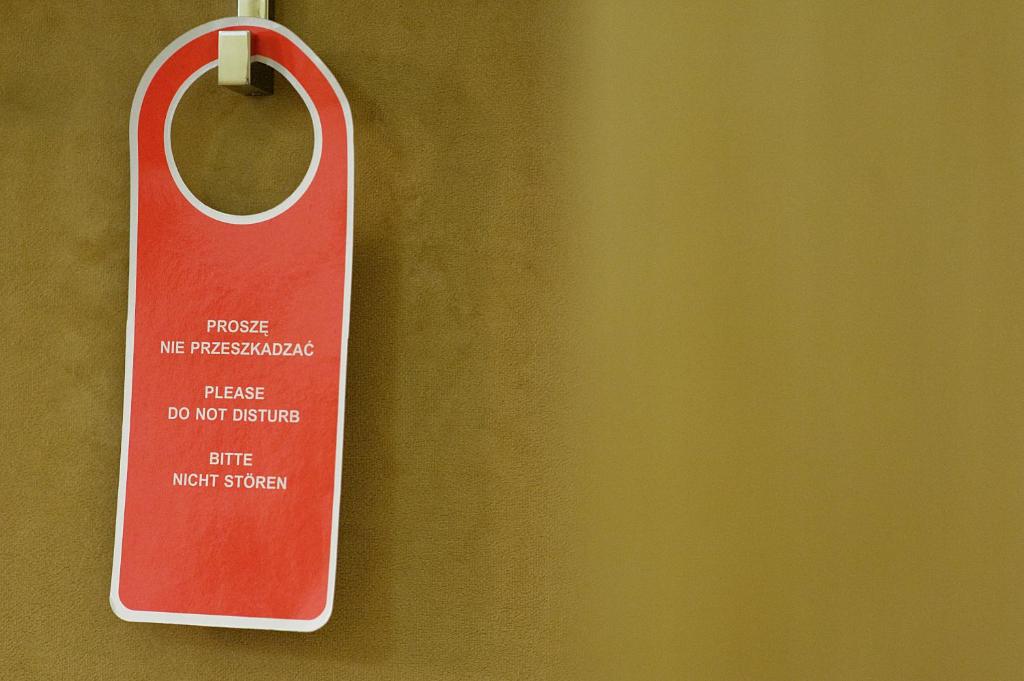 PROSZĘ
NIE PRZESZKADZAĆ
PLEASE
DO NOT DISTURB
BITTE
NICHT STÖREN